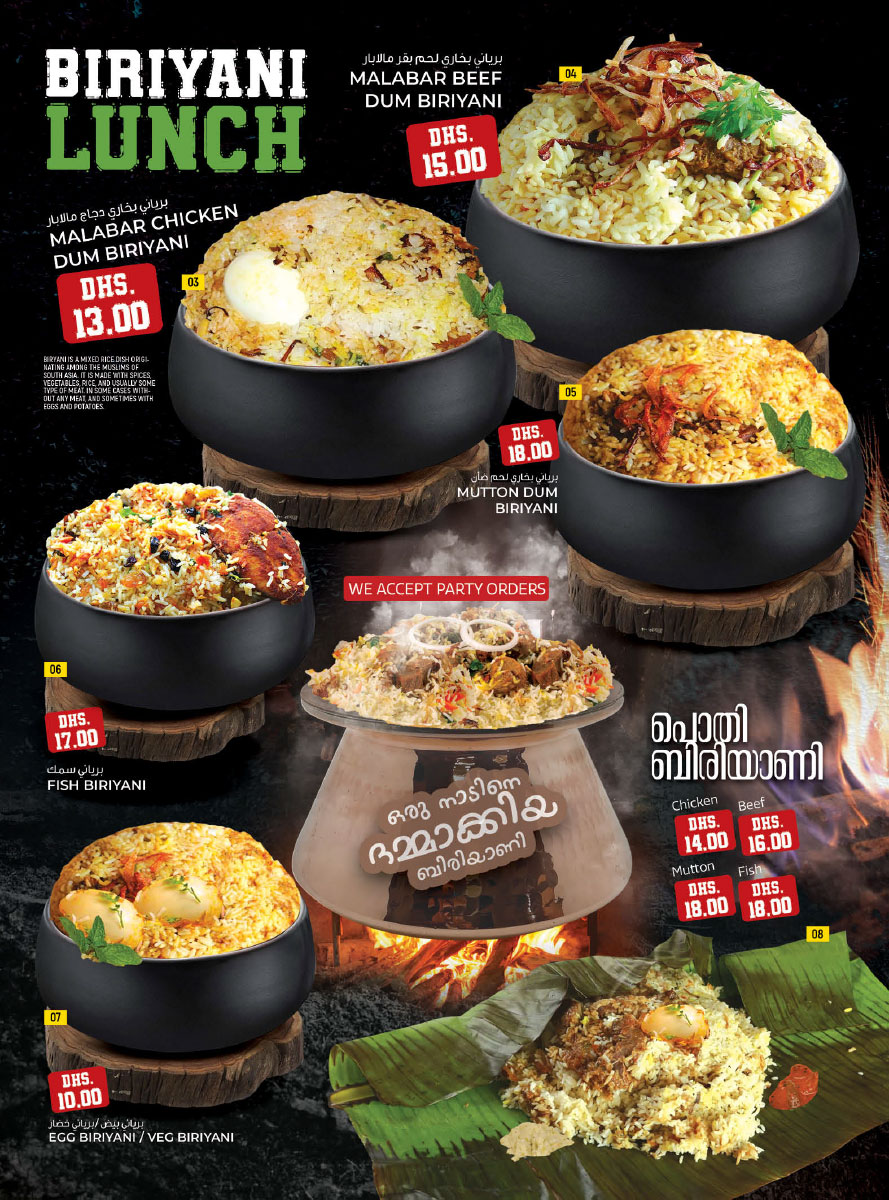 BIRIYANI
LUNCH
برياني بخاري لحم بقر مالابار
MALABAR BEEF
DUM BIRIYANI
DHS.
15.00
04
برياني بخاري دجاج مالابار
MALABAR CHICKEN
DUM BIRIYANI
DHS.
13.00
03
BIRYANI IS A MIXED RICE DISH ORIGI-
NATING AMONG THE MUSLIMS OF
SOUTH ASIA. IT IS MADE WITH SPICES,
VEGETABLES, RICE, AND USUALLY SOME
TYPE OF MEAT, IN SOME CASES WITH-
OUT ANY MEAT, AND SOMETIMES WITH
EGGS AND POTATOES.
05
DHS.
18.00
برياني بخاري لحم ضأن
MUTTON DUM
BIRIYANI
06
DHS.
17.00
برياني سمك
FISH BIRIYANI
WE ACCEPT PARTY ORDERS
ഒരു നാടിനെ
ദമ്മാക്കിയ
ബിരിയാണി
പൊതി
ബിരിയാണി
Chicken Beef
DHS. DHS.
14.00 16.00
Mutton Fish
DHS. DHS.
18.00 18.00
08
07
DHS.
10.00
برياني بيض/برياني خضار
EGG BIRIYANI / VEG BIRIYANI